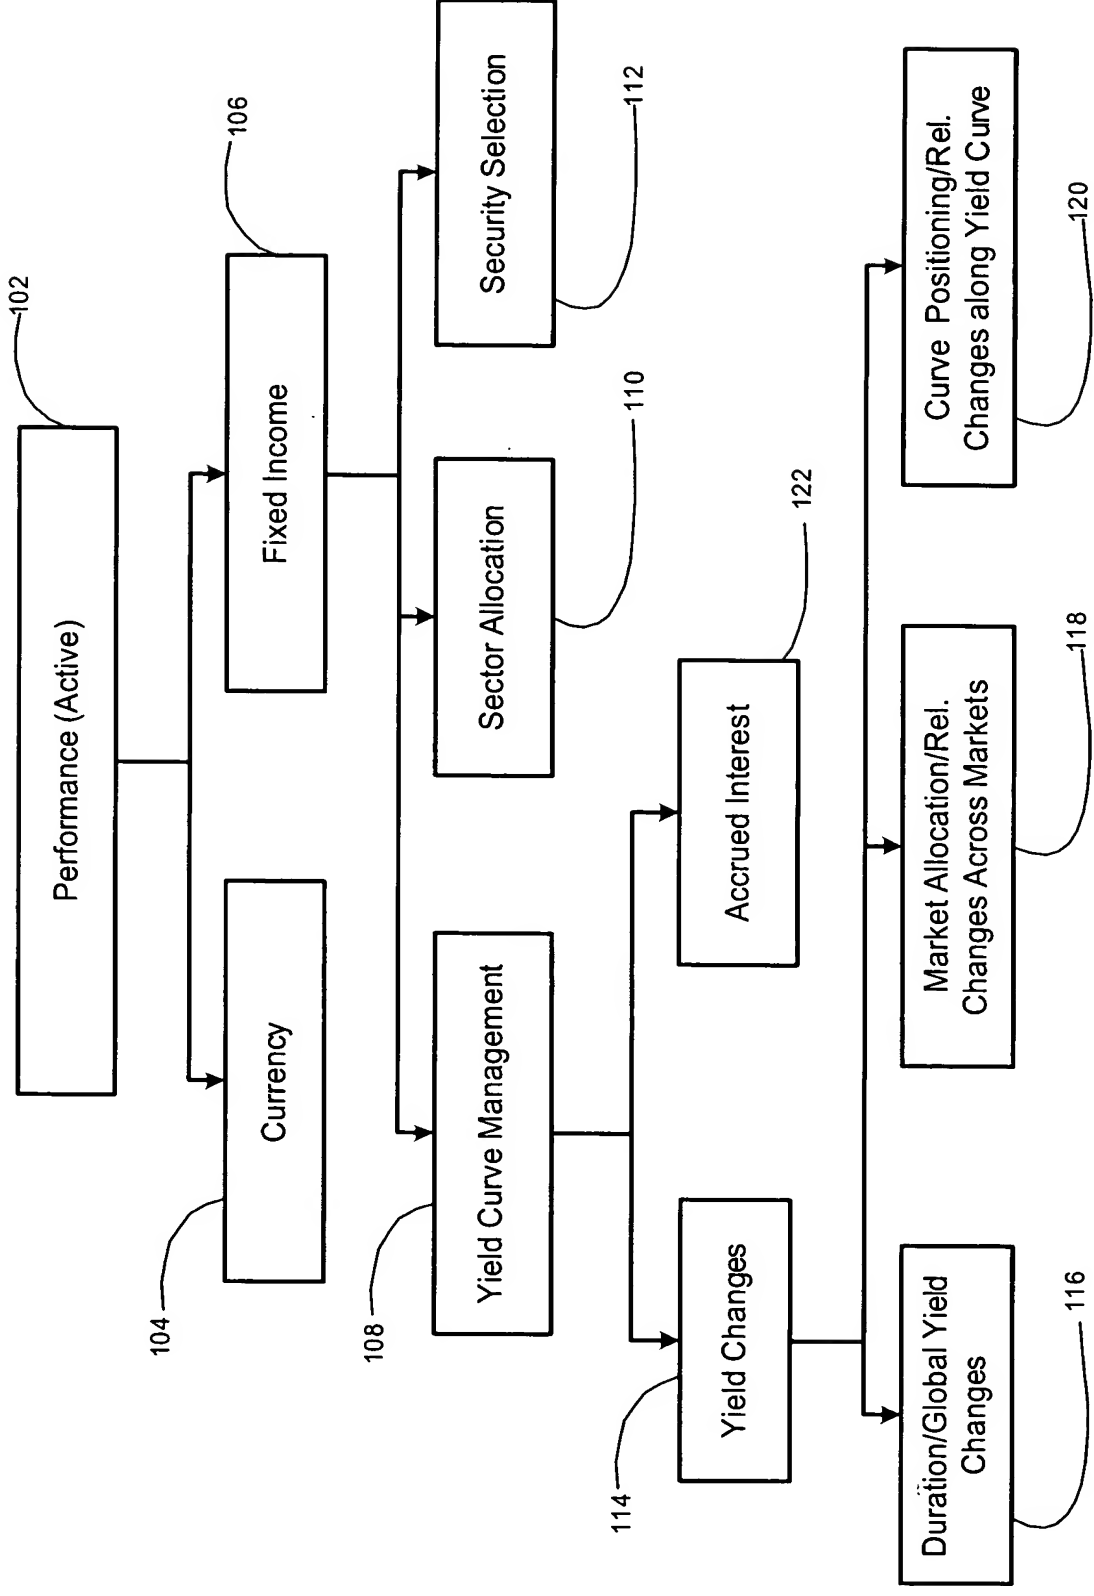 Performance (Active)
102
Currency
104
Fixed Income
106
Yield Curve Management
108
Sector Allocation
110
Security Selection
112
Yield Changes
114
Accrued Interest
122
Duration/Global Yield
Changes
116
Market Allocation/Rel.
Changes Across Markets
118
Curve Positioning/Rel.
Changes along Yield Curve
120